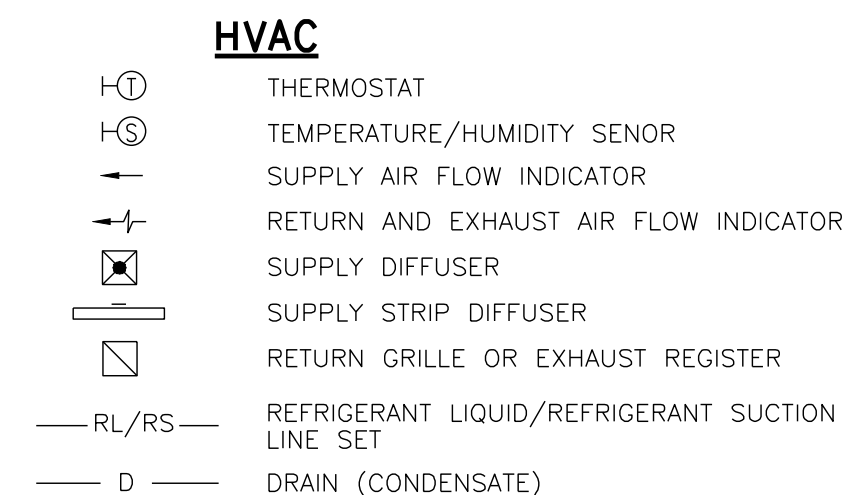 HVAC
T THERMOSTAT
S TEMPERATURE/HUMIDITY SENOR
SUPPLY AIR FLOW INDICATOR
RETURN AND EXHAUST AIR FLOW INDICATOR
SUPPLY DIFFUSER
SUPPLY STRIP DIFFUSER
RETURN GRILLE OR EXHAUST REGISTER
RL/RS REFRIGERANT LIQUID/REFRIGERANT SUCTION
LINE SET
D DRAIN (CONDENSATE)